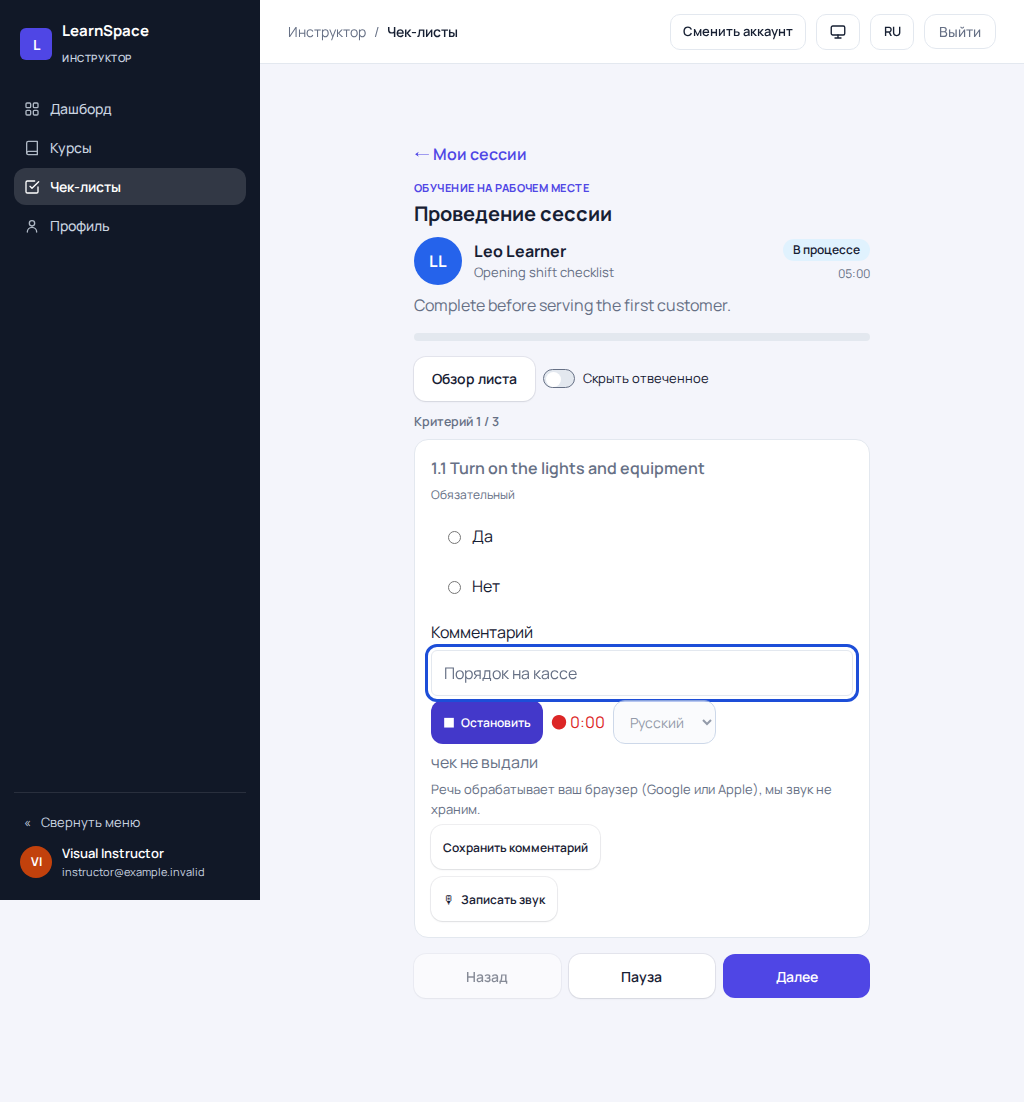 L
LearnSpace
ИНСТРУКТОР
Дашборд
Курсы
Чек-листы
Профиль
« Свернуть меню
VI
Visual Instructor
instructor@example.invalid
Инструктор / Чек-листы
Сменить аккаунт
RU
Выйти
← Мои сессии
ОБУЧЕНИЕ НА РАБОЧЕМ МЕСТЕ
Проведение сессии
LL
Leo Learner
Opening shift checklist
В процессе
05:00
Complete before serving the first customer.
Обзор листа
Скрыть отвеченное
Критерий 1 / 3
1.1 Turn on the lights and equipment
Обязательный
Да
Нет
Комментарий
Порядок на кассе
Остановить
0:00
Русский
чек не выдали
Речь обрабатывает ваш браузер (Google или Apple), мы звук не
храним.
Сохранить комментарий
Записать звук
Назад
Пауза
Далее